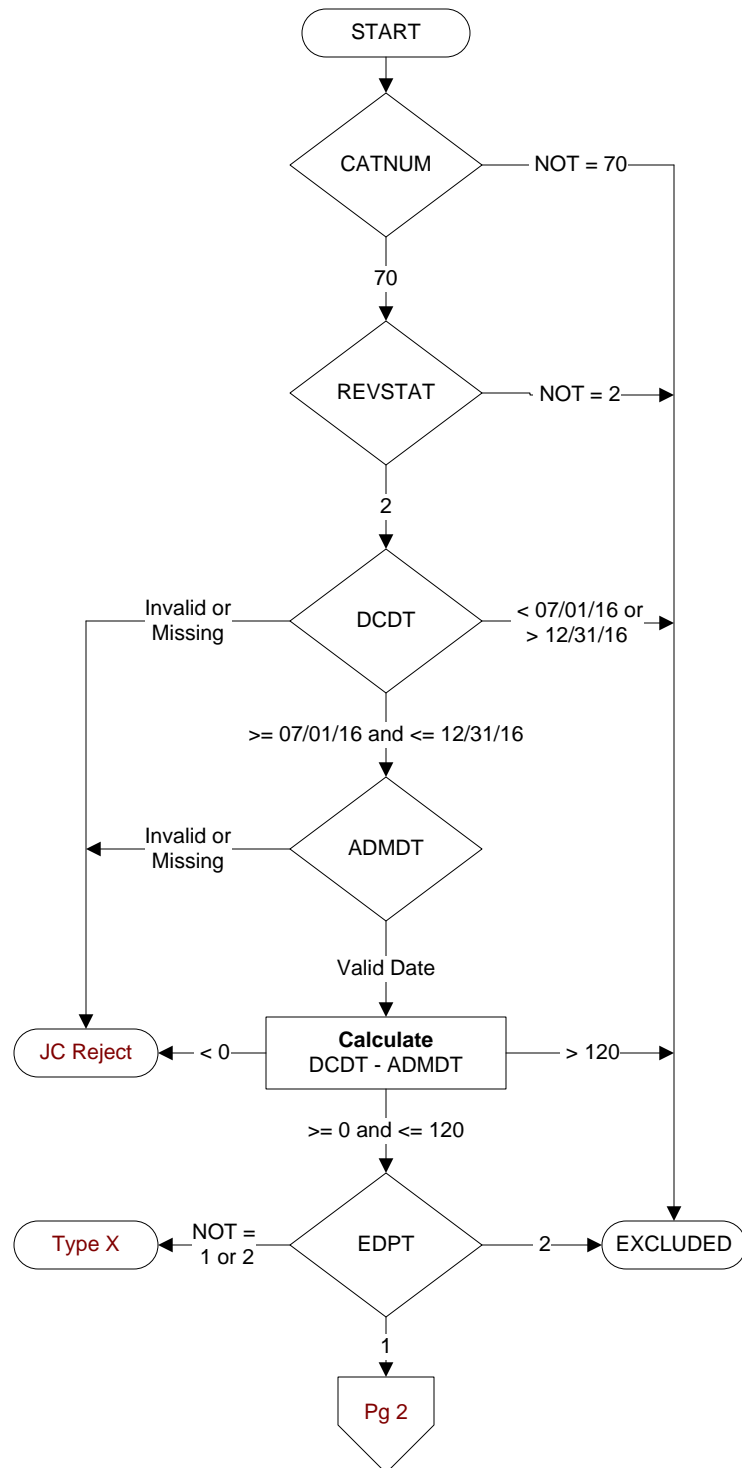 START
CATNUM
NOT = 70
70
REVSTAT
NOT = 2
2
Invalid or
Missing
DCDT
< 07/01/16 or
> 12/31/16
>= 07/01/16 and <= 12/31/16
Invalid or
Missing
ADMDT
Valid Date
JC Reject
< 0
Calculate
DCDT - ADMDT
> 120
>= 0 and <= 120
Type X
NOT =
1 or 2
EDPT
2
EXCLUDED
1
Pg 2